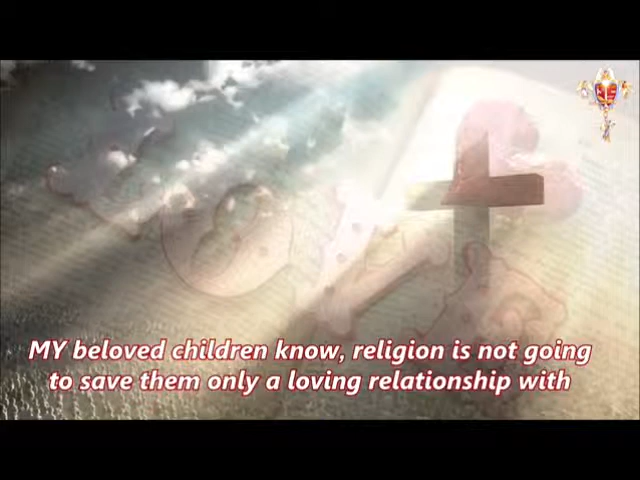 MY beloved children know, religion is not going
to save them only a loving relationship with